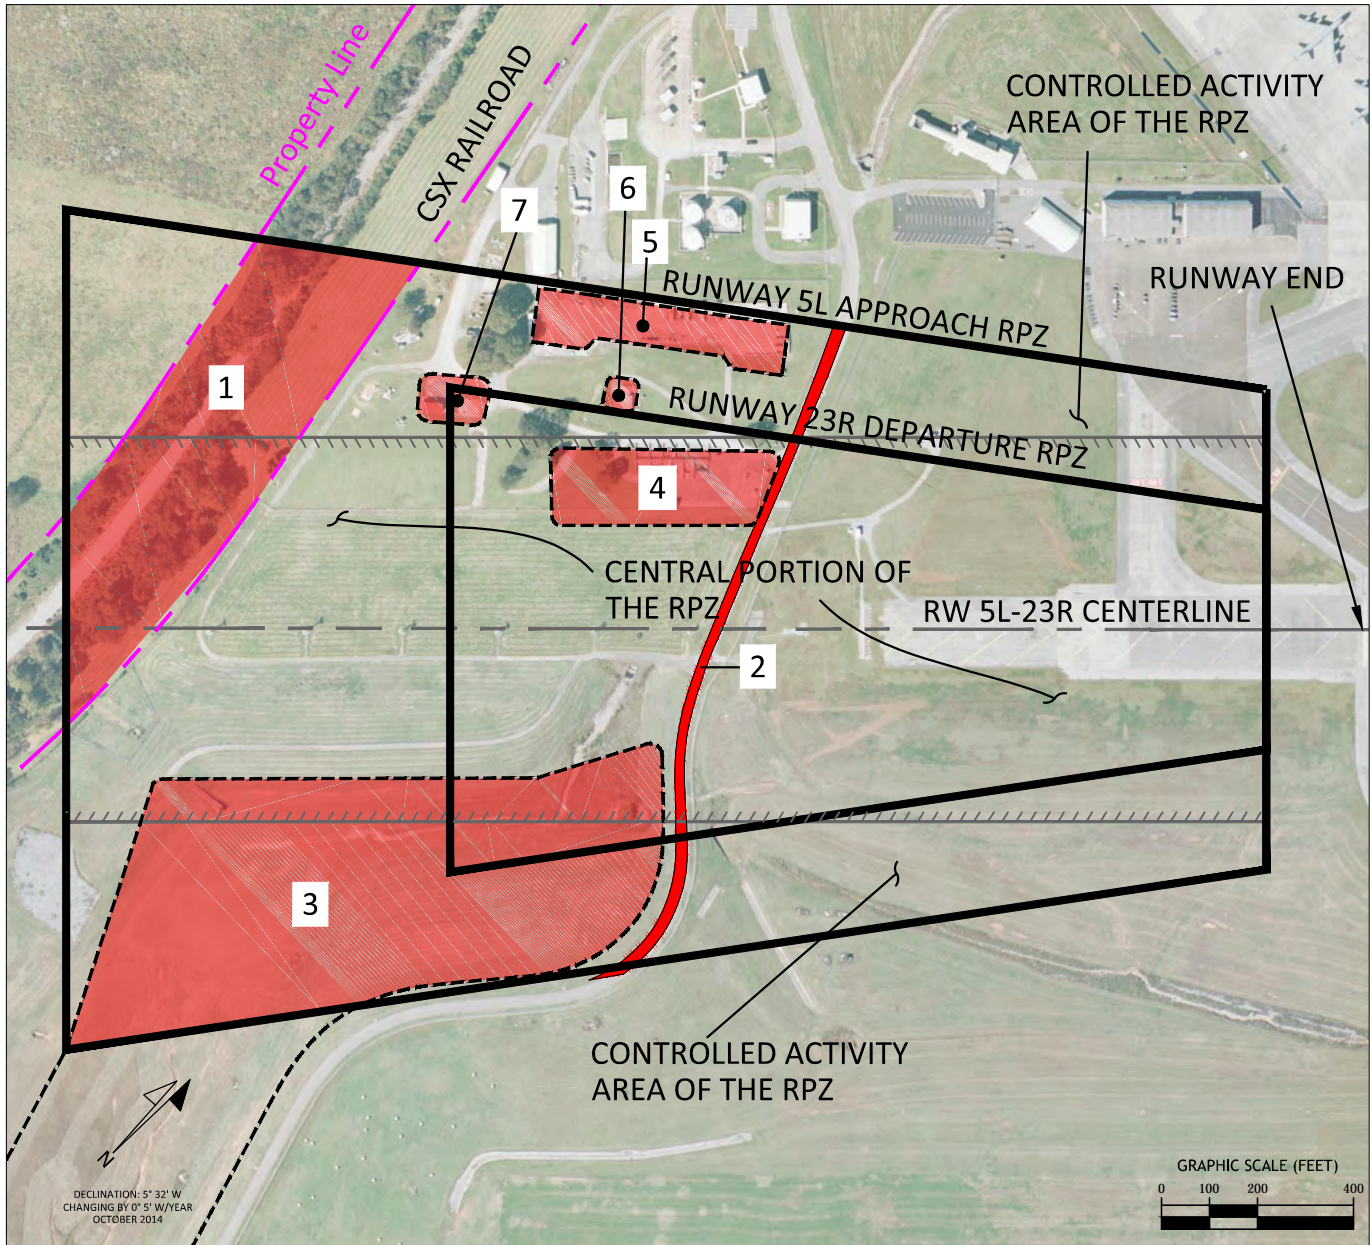 Property Line
CSX RAILROAD
CONTROLLED ACTIVITY
AREA OF THE RPZ
7
6
5
RUNWAY END
RUNWAY 5L APPROACH RPZ
1
RUNWAY 23R DEPARTURE RPZ
4
CENTRAL PORTION OF
THE RPZ
RW 5L-23R CENTERLINE
2
3
CONTROLLED ACTIVITY
AREA OF THE RPZ
N
DECLINATION: 5° 32' W
CHANGING BY 0° 5' W/YEAR
OCTOBER 2014
GRAPHIC SCALE (FEET)
0 100 200 400